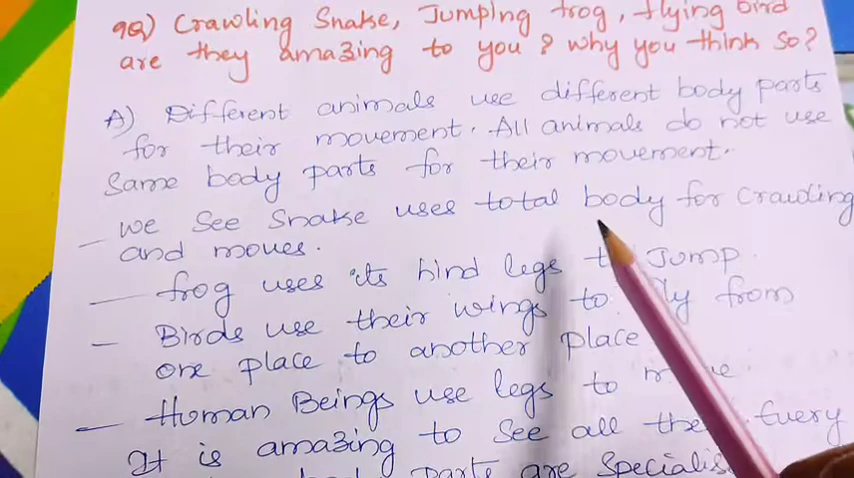 9Q) Crawling Snake, Jumping frog, flying bird
are they amazing to you? why you think so?
A) Different animals use different body parts
for their movement. All animals do not use
Same body parts for their movement.
- we see Snake uses total body for Crawling
and moves.
- frog uses its hind legs Jump.
- Birds use their wings to from
one place to another place
- Human Beings use legs to
It is amazing to see all Every
parts are